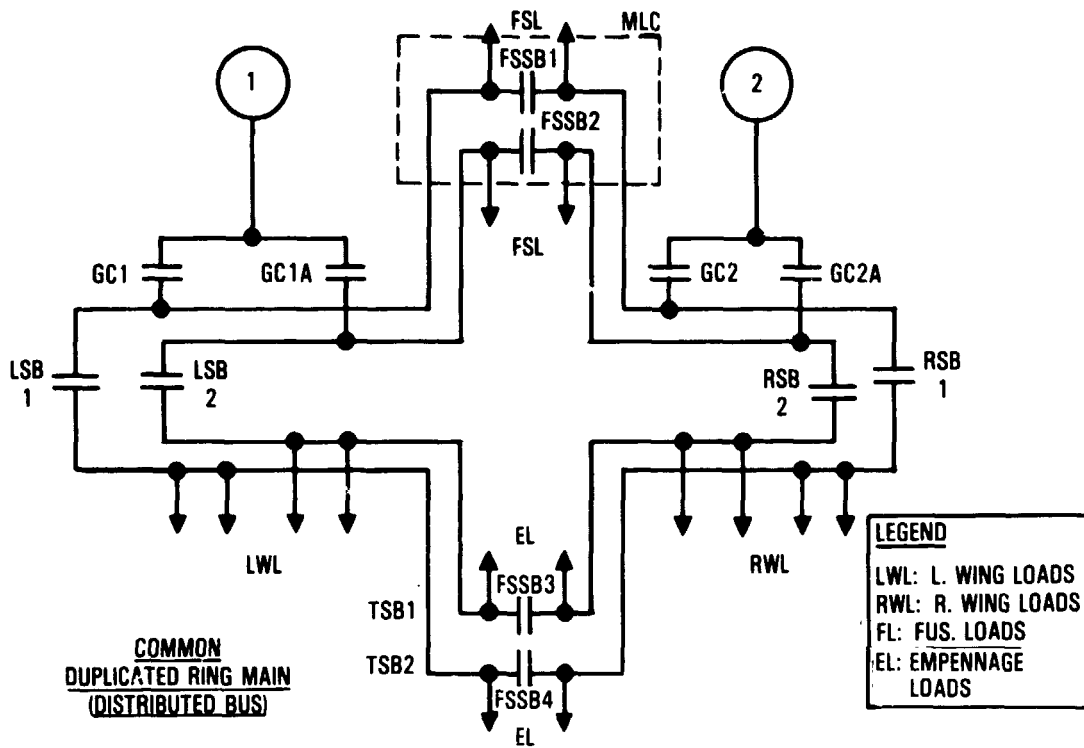 FSL
MLC
FSSB1
1
2
FSSB2
FSL
GC1
GC1A
GC2
GC2A
LSB
1
LSB
2
RSB
2
RSB
1
LWL
RWL
EL
FSSB3
TSB1
TSB2
FSSB4
EL
COMMON
DUPLICATED RING MAIN
(DISTRIBUTED BUS)
LEGEND
LWL: L. WING LOADS
RWL: R. WING LOADS
FL: FUS. LOADS
EL: EMPENNAGE
LOADS